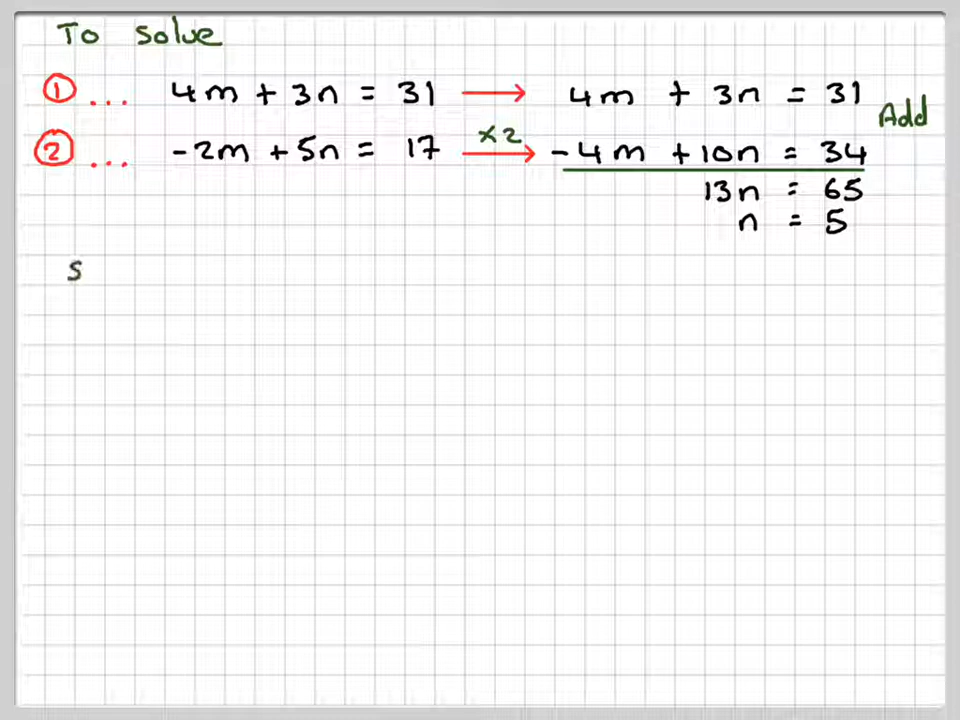 To solve
① ... 4m + 3n = 31 → 4m + 3n = 31 Add
② ... -2m + 5n = 17 ×2 → -4m + 10n = 34
13n = 65
n = 5
S